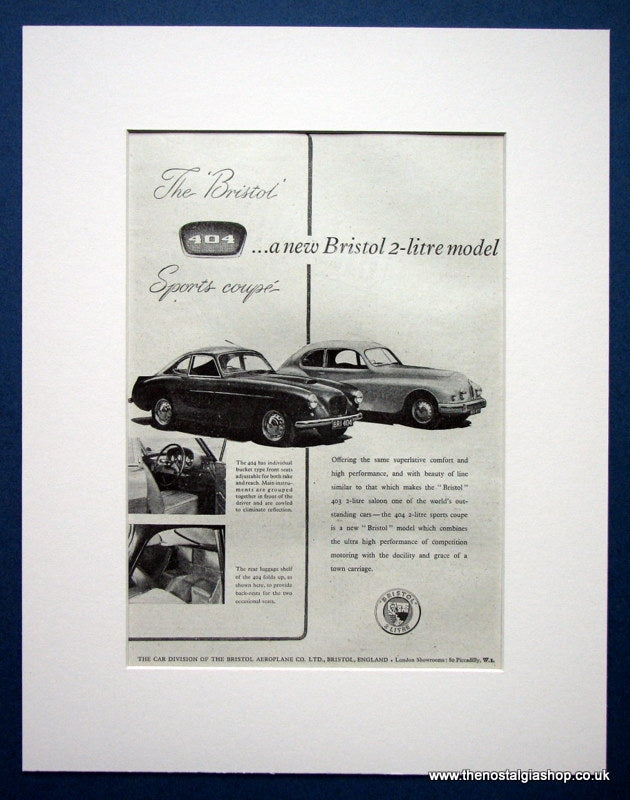 The 'Bristol'
404
...a new Bristol 2-litre model
Sports coupé
BRI 404
The 404 has individual
bucket type front seats
adjustable for both rake
and reach. Main instru-
ments are grouped
together in front of the
driver and are cowled
to eliminate reflection.
The rear luggage shelf
of the 404 folds up, as
shown here, to provide
back-rests for the two
occasional seats.
Offering the same superlative comfort and
high performance, and with beauty of line
similar to that which makes the "Bristol"
403 2-litre saloon one of the world's out-
standing cars—the 404 2-litre sports coupe
is a new "Bristol" model which combines
the ultra high performance of competition
motoring with the docility and grace of a
town carriage.
BRISTOL
2 LITRE
THE CAR DIVISION OF THE BRISTOL AEROPLANE CO. LTD., BRISTOL, ENGLAND • London Showrooms: 80 Piccadilly, W.1.
www.thenostalgiashop.co.uk